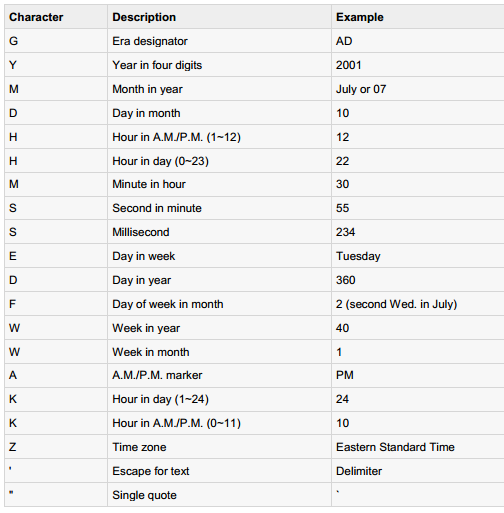 Character Description Example
G Era designator AD
Y Year in four digits 2001
M Month in year July or 07
D Day in month 10
H Hour in A.M./P.M. (1~12) 12
H Hour in day (0~23) 22
M Minute in hour 30
S Second in minute 55
S Millisecond 234
E Day in week Tuesday
D Day in year 360
F Day of week in month 2 (second Wed. in July)
W Week in year 40
W Week in month 1
A A.M./P.M. marker PM
K Hour in day (1~24) 24
K Hour in A.M./P.M. (0~11) 10
Z Time zone Eastern Standard Time
' Escape for text Delimiter
" Single quote `